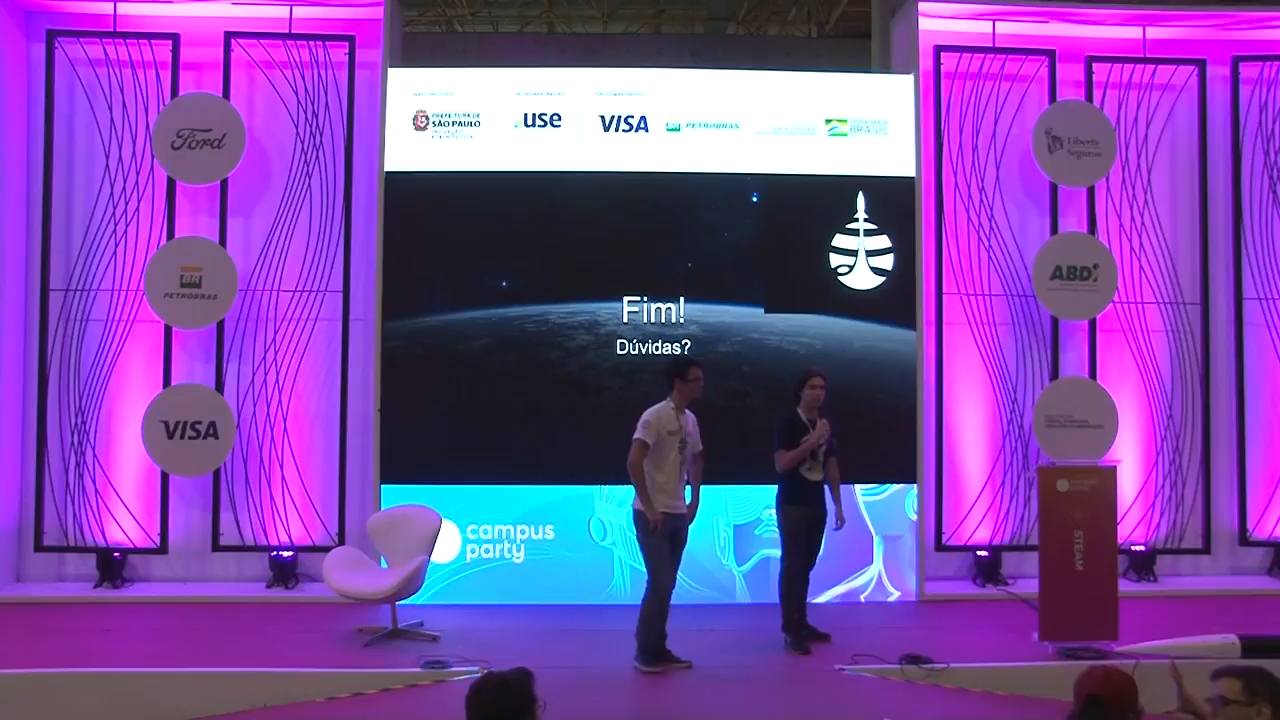 PREFEITURA DE
SÃO PAULO
.use
VISA
BR PETROBRAS
BRASIL
Ford
BR
PETROBRAS
VISA
Liberty
Seguros
ABDI
Fim!
Dúvidas?
campus
party
STEAM